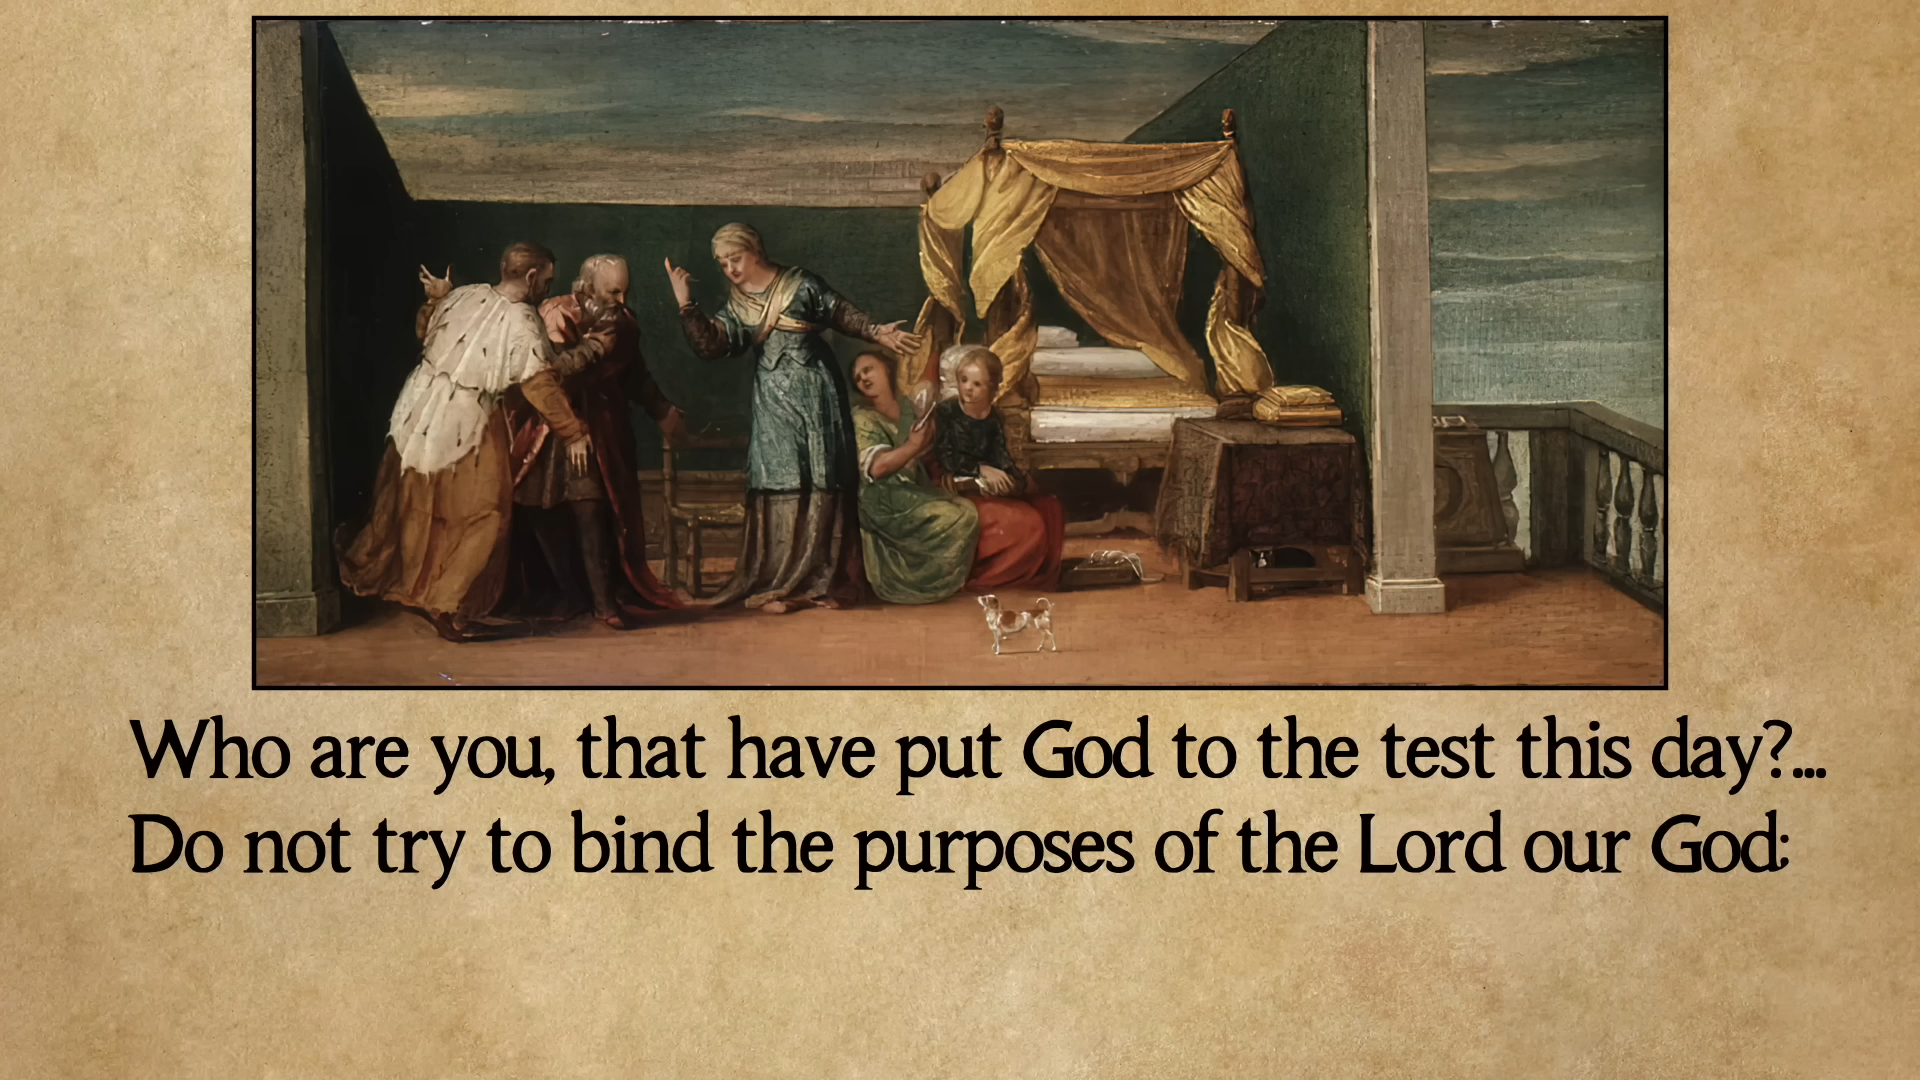 Who are you, that have put God to the test this day?...
Do not try to bind the purposes of the Lord our God;